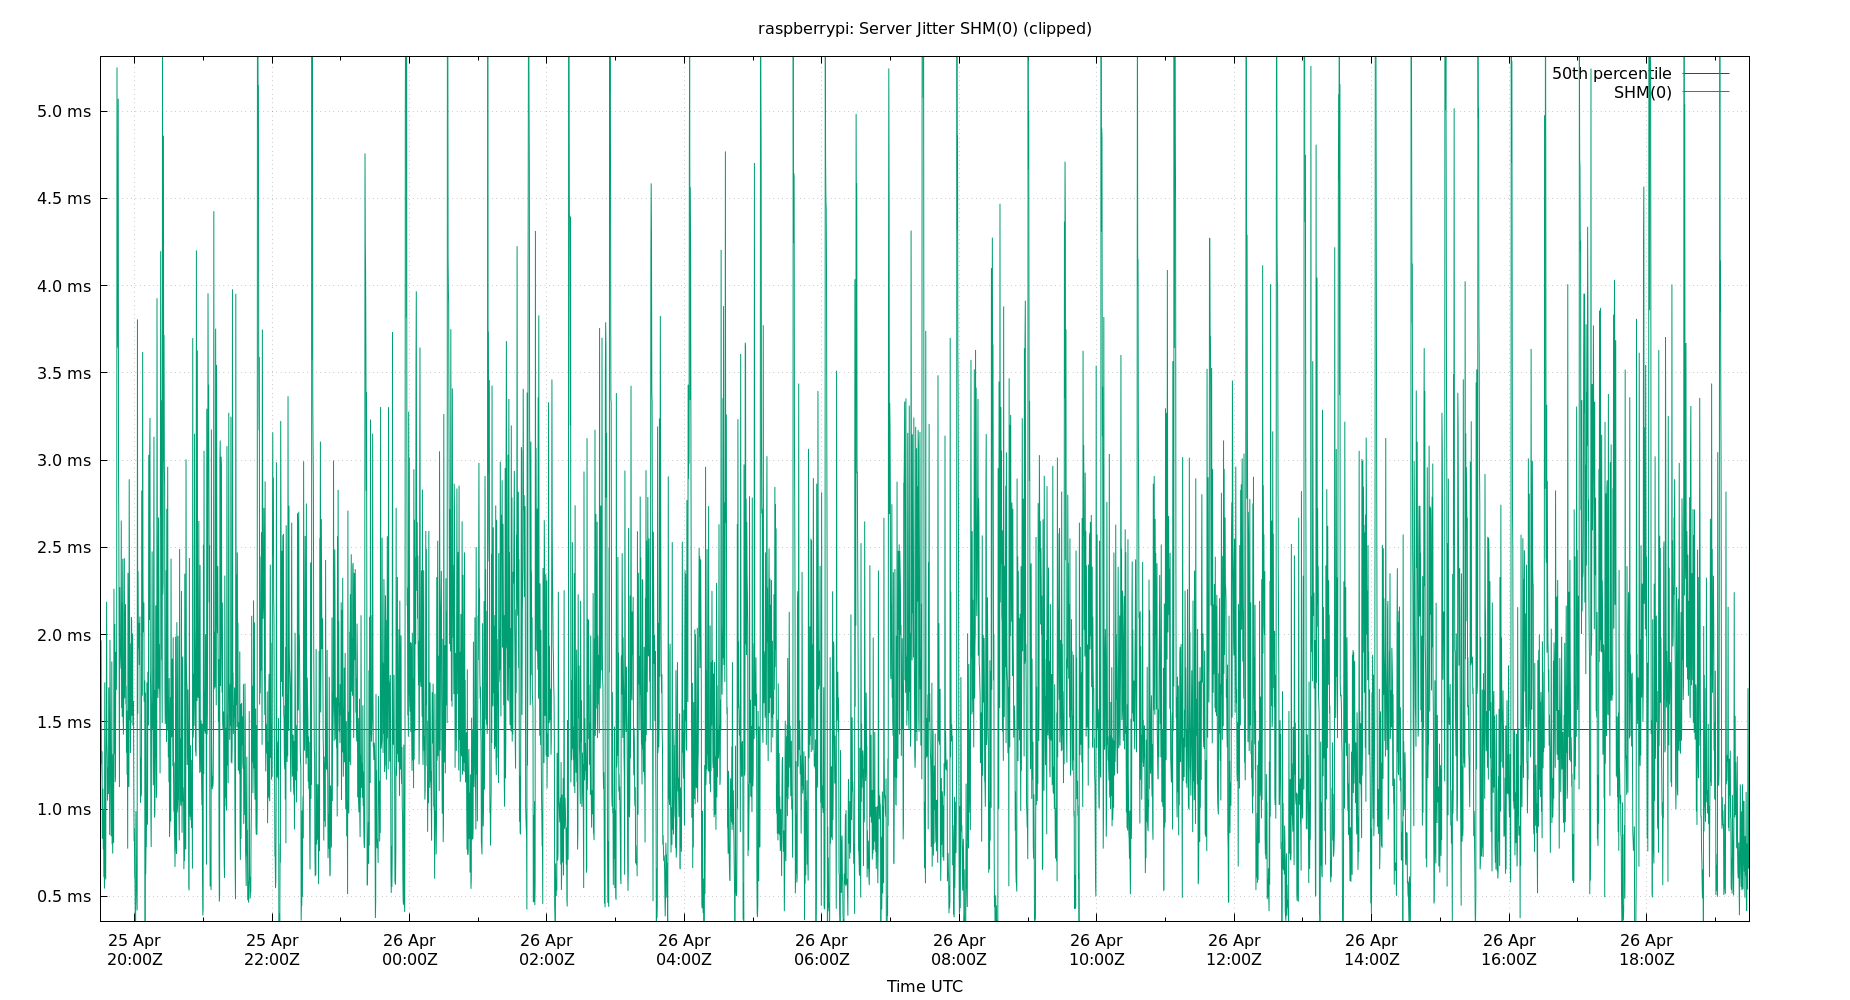 raspberrypi: Server Jitter SHM(0) (clipped)
50th percentile
SHM(0)
5.0 ms
4.5 ms
4.0 ms
3.5 ms
3.0 ms
2.5 ms
2.0 ms
1.5 ms
1.0 ms
0.5 ms
25 Apr 25 Apr 26 Apr 26 Apr 26 Apr 26 Apr 26 Apr 26 Apr 26 Apr 26 Apr 26 Apr 26 Apr
20:00Z 22:00Z 00:00Z 02:00Z 04:00Z 06:00Z 08:00Z 10:00Z 12:00Z 14:00Z 16:00Z 18:00Z
Time UTC